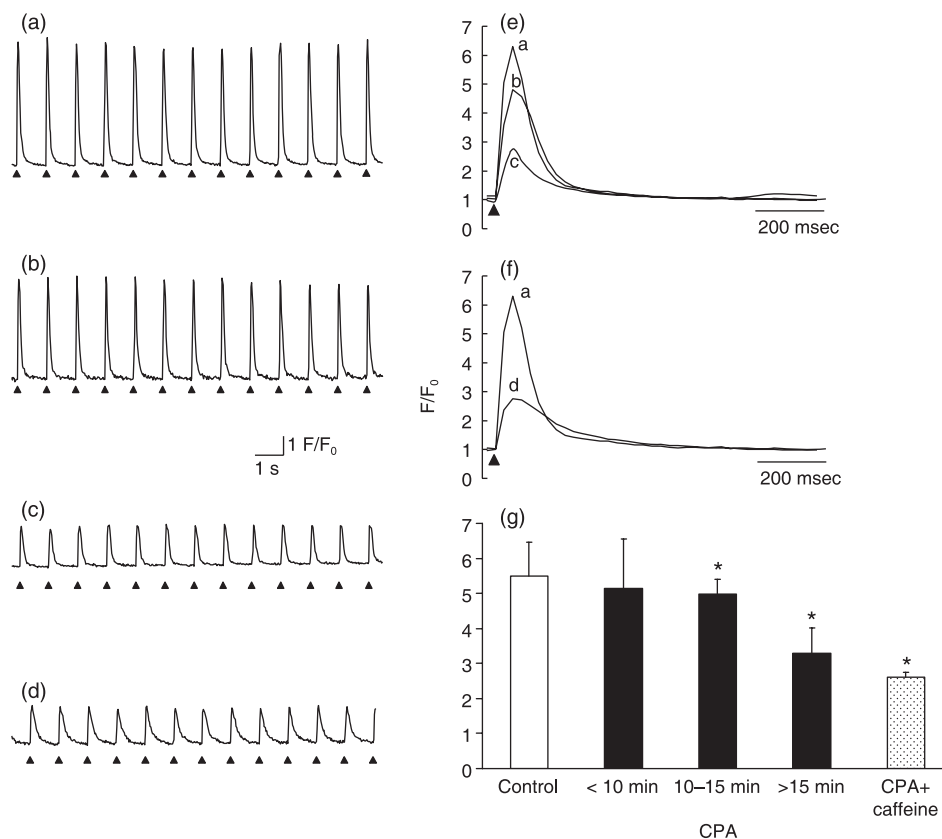 (a)
(b)
1 F/F0
1 s
(c)
(d)
(e)
7
6
5
4
3
2
1
0
a
b
c
200 msec
(f)
7
6
5
4
3
2
1
0
a
d
200 msec
F/F0
(g)
7
6
5
4
3
2
1
0
*
*
*
Control
< 10 min
10–15 min
>15 min
CPA+
caffeine
CPA